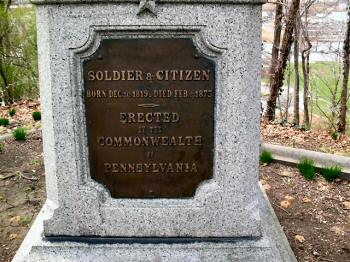 SOLDIER & CITIZEN
BORN DEC. 1819. DIED FEB. 1873
ERECTED
BY THE
COMMONWEALTH
OF
PENNSYLVANIA